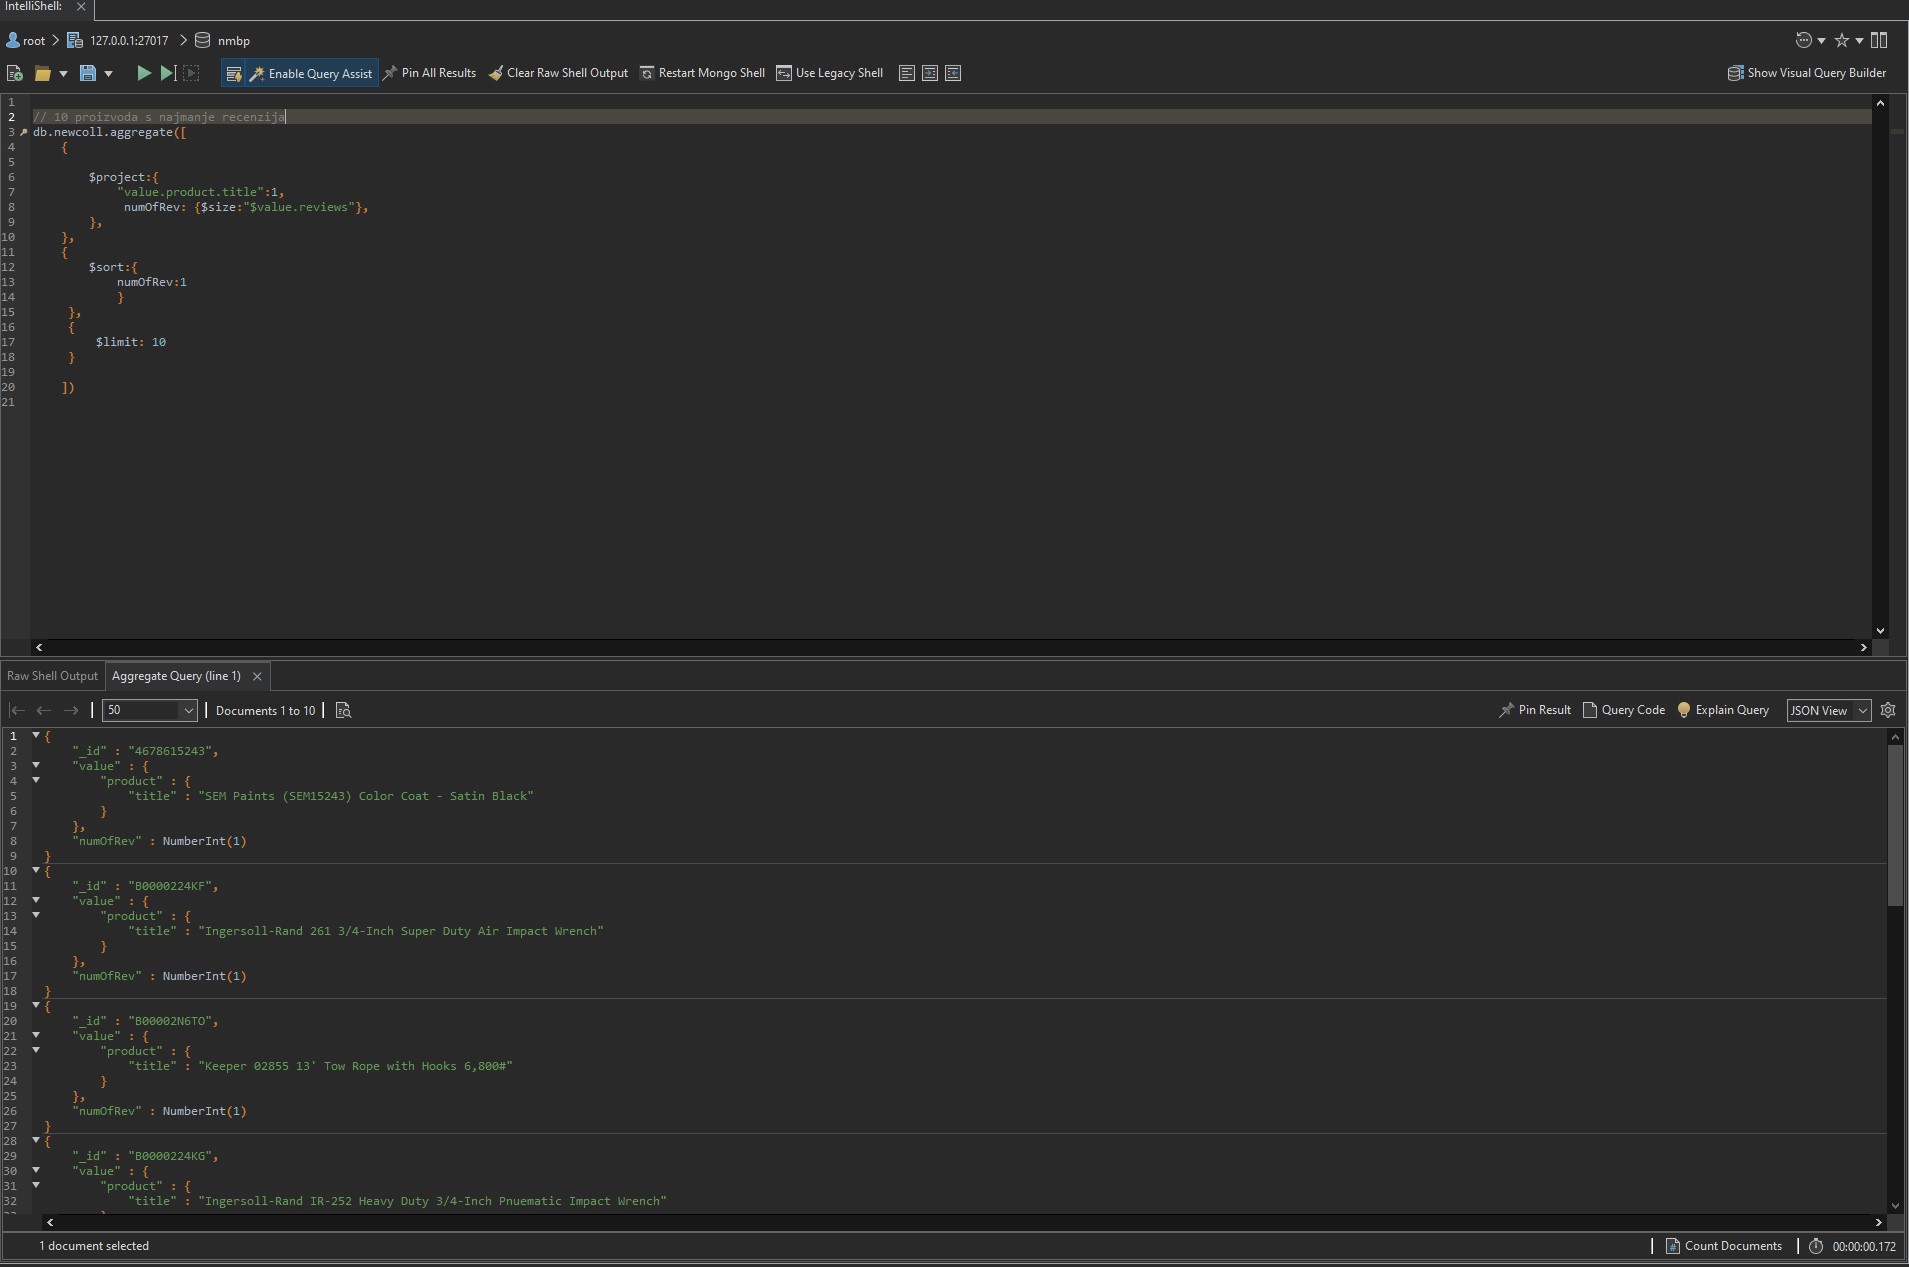 IntelliShell:
root 127.0.0.1:27017 nmbp
Enable Query Assist Pin All Results Clear Raw Shell Output Restart Mongo Shell Use Legacy Shell Show Visual Query Builder
1
2 // 10 proizvoda s najmanje recenzija
3 db.newcoll.aggregate([
4 {
5
6 $project:{
7 "value.product.title":1,
8 numOfRev: {$size:"$value.reviews"},
9 },
10 },
11 {
12 $sort:{
13 numOfRev:1
14 }
15 },
16 {
17 $limit: 10
18 }
19
20 ])
21
Raw Shell Output Aggregate Query (line 1)
50 Documents 1 to 10 Pin Result Query Code Explain Query JSON View
1 {
2 "_id" : "4678615243",
3 "value" : {
4 "product" : {
5 "title" : "SEM Paints (SEM15243) Color Coat - Satin Black"
6 }
7 },
8 "numOfRev" : NumberInt(1)
9 }
10 {
11 "_id" : "B0000224KF",
12 "value" : {
13 "product" : {
14 "title" : "Ingersoll-Rand 261 3/4-Inch Super Duty Air Impact Wrench"
15 }
16 },
17 "numOfRev" : NumberInt(1)
18 }
19 {
20 "_id" : "B00002N6TO",
21 "value" : {
22 "product" : {
23 "title" : "Keeper 02855 13' Tow Rope with Hooks 6,800#"
24 }
25 },
26 "numOfRev" : NumberInt(1)
27 }
28 {
29 "_id" : "B0000224KG",
30 "value" : {
31 "product" : {
32 "title" : "Ingersoll-Rand IR-252 Heavy Duty 3/4-Inch Pnuematic Impact Wrench"
1 document selected Count Documents 00:00:00.172